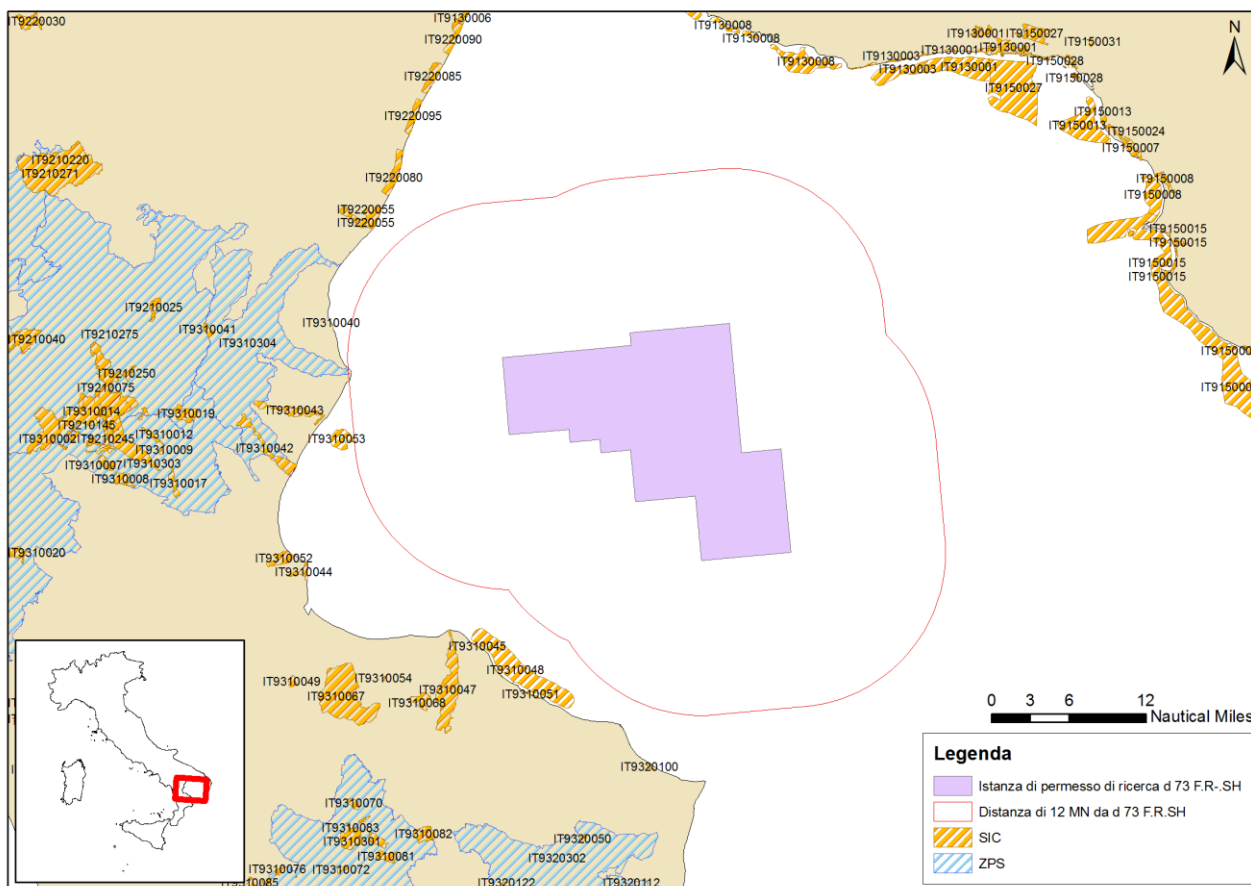 IT9220030
IT9130006
IT9220090
IT9220085
IT9220095
IT9220080
IT9220055
IT9220055
IT9130008
IT9130008
IT9130008
IT9130003
IT9130003
IT9130001
IT9130001
IT9130001
IT9130001
IT9150027
IT9150031
IT9150028
IT9150028
IT9150027
IT9150013
IT9150013
IT9150024
IT9150007
IT9150008
IT9150008
IT9150015
IT9150015
IT9150015
IT9150015
N
IT9210220
IT9210271
IT9210025
IT9210275
IT9310041
IT9310304
IT9310040
IT9210040
IT9210250
IT9210075
IT9310014
IT9310019
IT9310043
IT9210145
IT9310002
IT9210245
IT9310012
IT9310009
IT9310042
IT9310053
IT9310007
IT9310303
IT9310008
IT9310017
IT9310020
IT9310052
IT9310044
IT9310045
IT9310048
IT9310051
IT9310049
IT9310054
IT9310067
IT9310047
IT9310068
IT9320100
IT9310070
IT9310083
IT9310301
IT9310082
IT9310081
IT9310076
IT9310072
IT9320050
IT9320302
IT9320122
IT9320112
0 3 6 12
Nautical Miles
Legenda
Istanza di permesso di ricerca d 73 F.R-.SH
Distanza di 12 MN da d 73 F.R.SH
SIC
ZPS